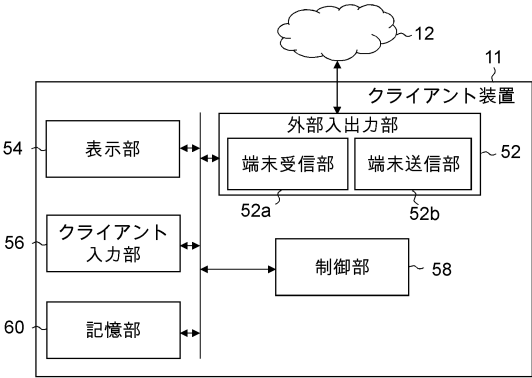 12
11
クライアント装置
外部入出力部
端末受信部
端末送信部
52
52a
52b
54
表示部
56
クライアント
入力部
制御部
58
60
記憶部